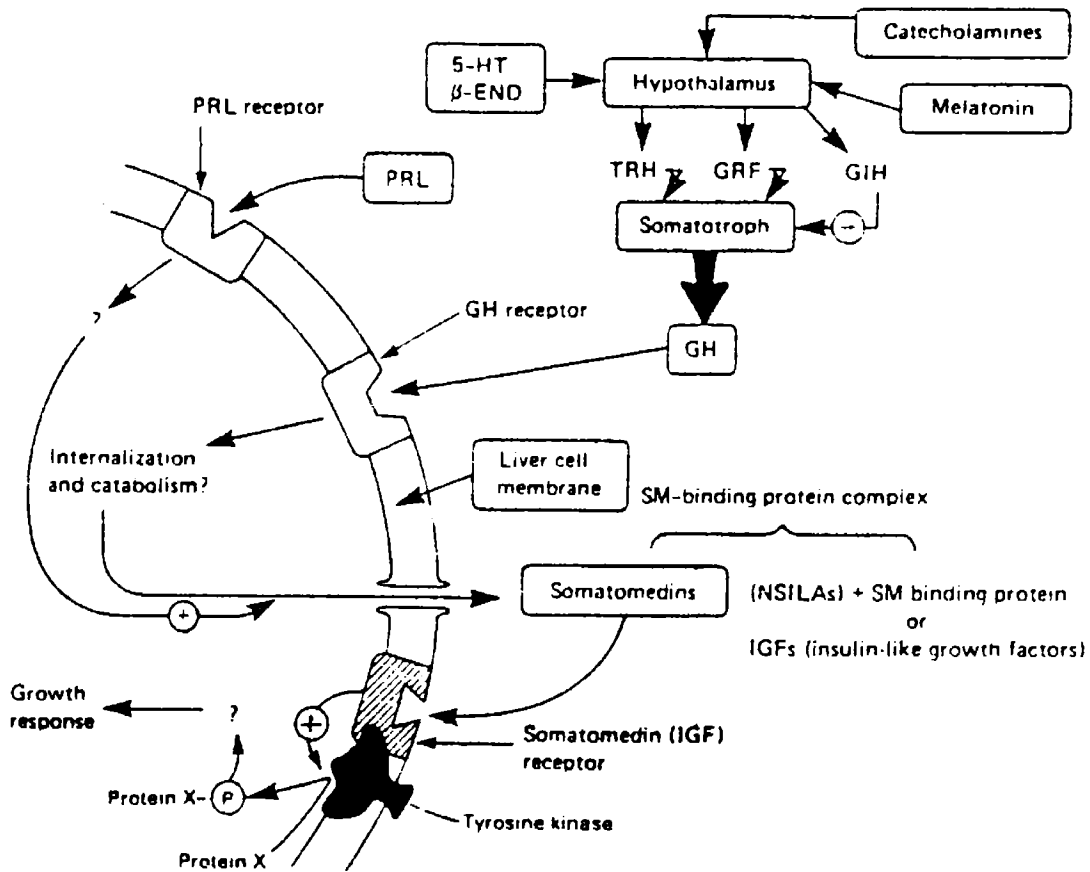 Catecholamines
5-HT
β-END
Hypothalamus
Melatonin
PRL receptor
PRL
TRH
GRF
GIH
Somatotroph
−
GH receptor
GH
?
Internalization
and catabolism?
Liver cell
membrane
SM-binding protein complex
Somatomedins
(NSILAs) + SM binding protein
or
IGFs (insulin-like growth factors)
+
Growth
response
?
+
Somatomedin (IGF)
receptor
Protein X-
P
Tyrosine kinase
Protein X